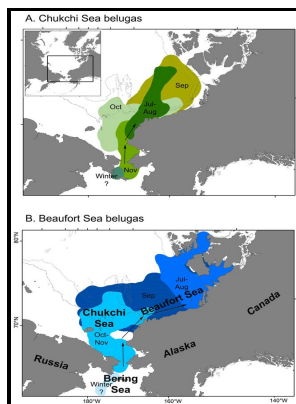 A. Chukchi Sea belugas
Sep
Oct
Jul-
Aug
Nov
Winter
?
B. Beaufort Sea belugas
80°N
Jul-
Aug
Sep
Beaufort Sea
Canada
Chukchi
Sea
70°N
Oct-
Nov
Alaska
Russia
Bering
Sea
Winter
?
180°W
160°W
140°W